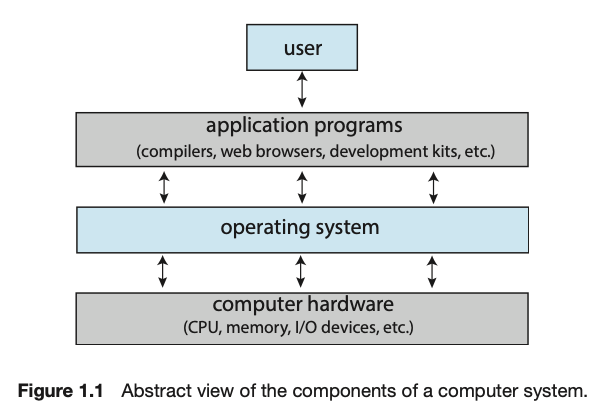 user
application programs
(compilers, web browsers, development kits, etc.)
operating system
computer hardware
(CPU, memory, I/O devices, etc.)
Figure 1.1 Abstract view of the components of a computer system.